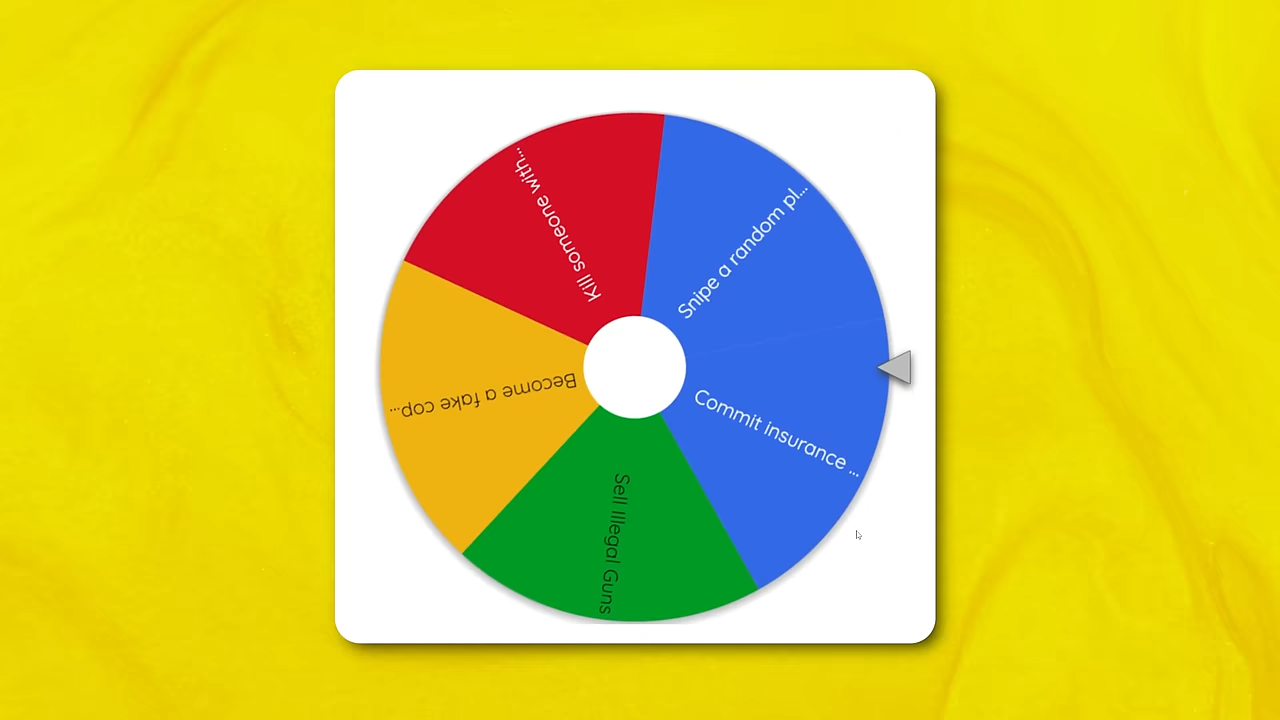 Kill someone with...
Snipe a random pl...
Commit insurance ...
Sell Illegal Guns
Become a fake cop...